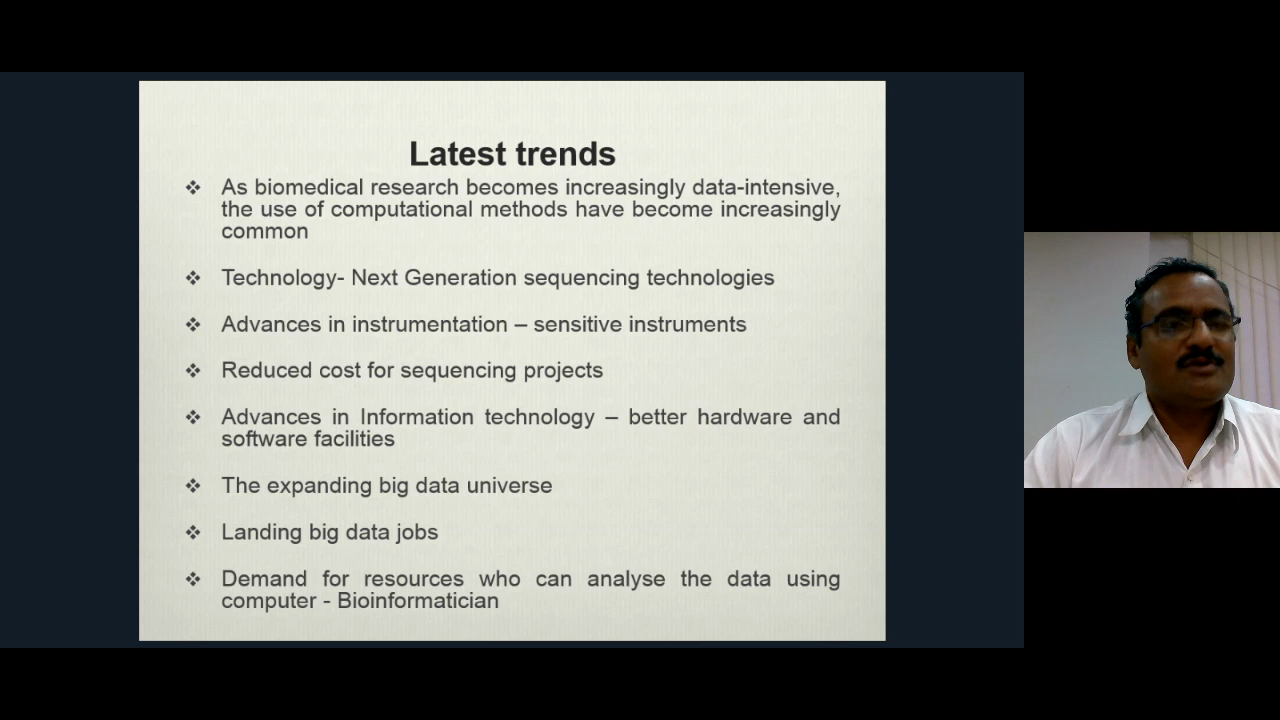 Latest trends
❖ As biomedical research becomes increasingly data-intensive,
the use of computational methods have become increasingly
common
❖ Technology- Next Generation sequencing technologies
❖ Advances in instrumentation – sensitive instruments
❖ Reduced cost for sequencing projects
❖ Advances in Information technology – better hardware and
software facilities
❖ The expanding big data universe
❖ Landing big data jobs
❖ Demand for resources who can analyse the data using
computer - Bioinformatician